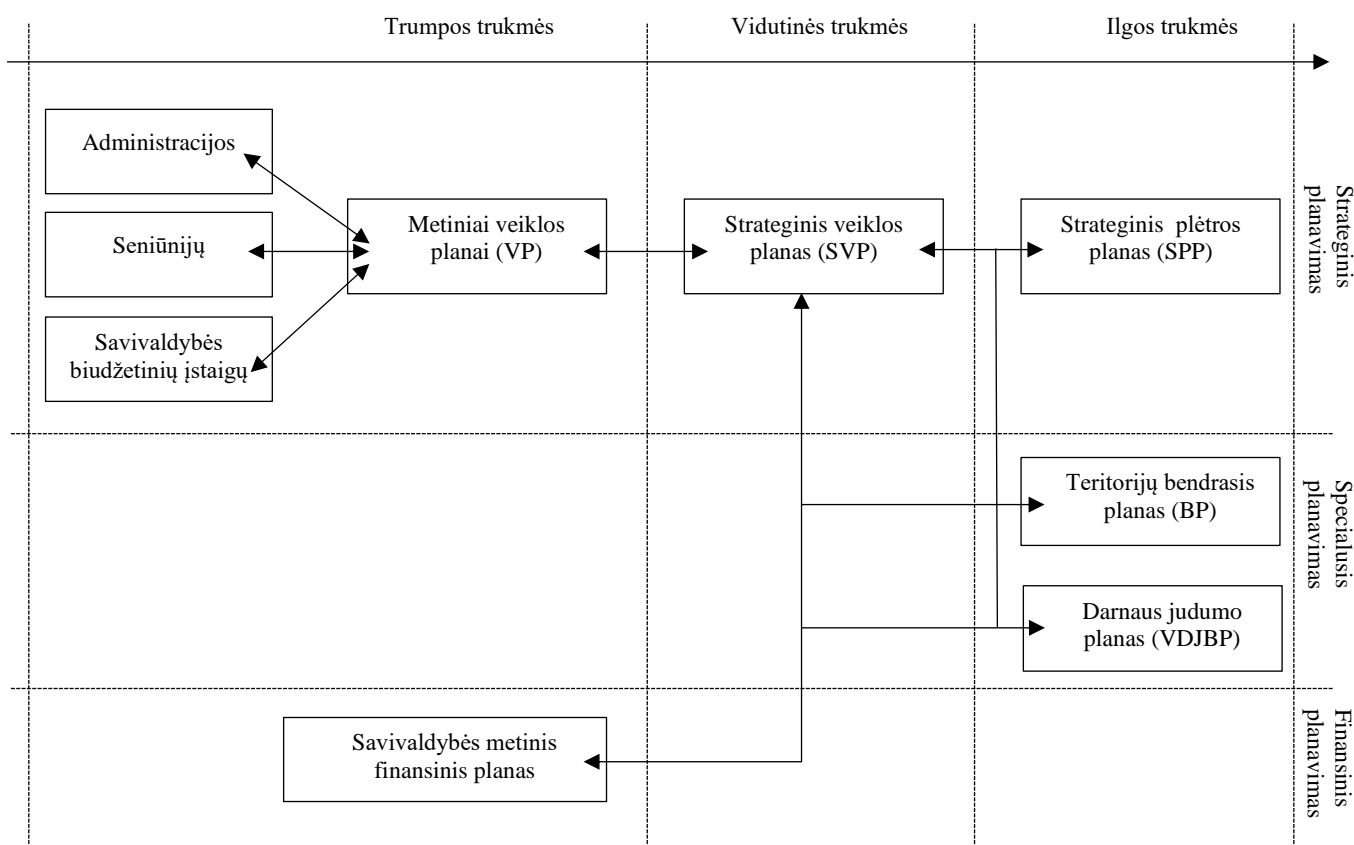 Trumpos trukmės
Vidutinės trukmės
Ilgos trukmės
Administracijos
Seniūnijų
Savivaldybės
biudžetinių įstaigų
Metiniai veiklos
planai (VP)
Strateginis veiklos
planas (SVP)
Strateginis plėtros
planas (SPP)
Strateginis
planavimas
Teritorijų bendrasis
planas (BP)
Darnaus judumo
planas (VDJBP)
Specialusis
planavimas
Savivaldybės metinis
finansinis planas
Finansinis
planavimas